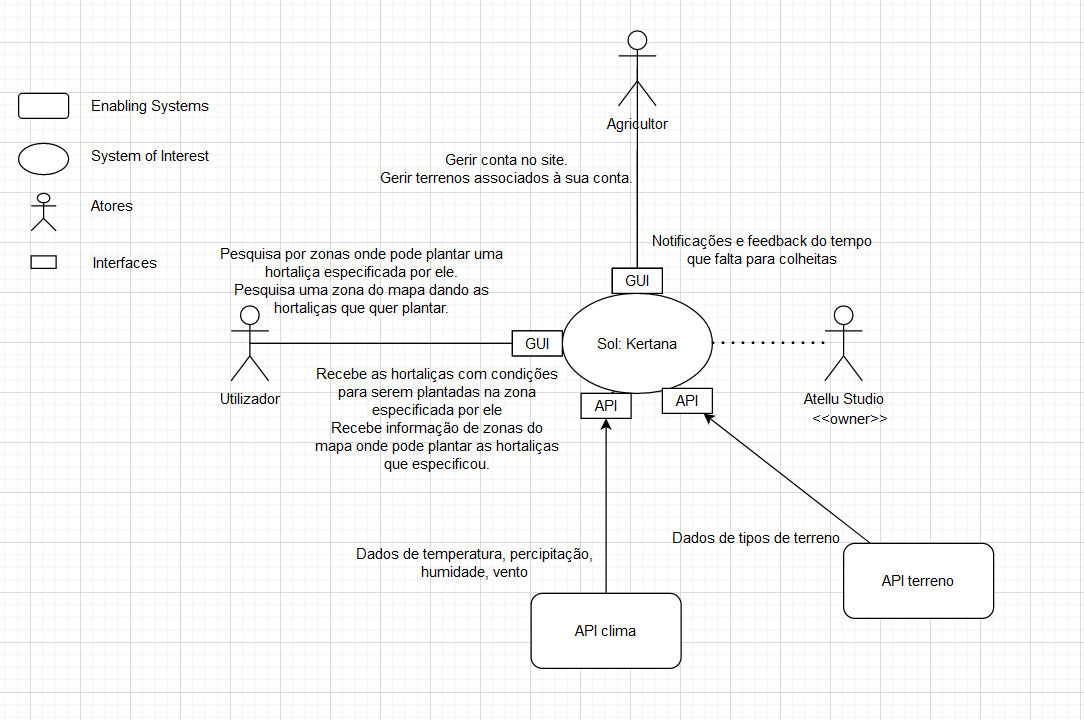 Agricultor
Enabling Systems
System of Interest
Atores
Interfaces
Gerir conta no site.
Gerir terrenos associados à sua conta.
Notificações e feedback do tempo
que falta para colheitas
GUI
Pesquisa por zonas onde pode plantar uma
hortaliça especificada por ele.
Pesquisa uma zona do mapa dando as
hortaliças que quer plantar.
GUI
SoI: Kertana
Utilizador
Atellu Studio
<<owner>>
Recebe as hortaliças com condições
para serem plantadas na zona
especificada por ele
Recebe informação de zonas do
mapa onde pode plantar as hortaliças
que especificou.
API
API
Dados de temperatura, percipitação,
humidade, vento
Dados de tipos de terreno
API terreno
API clima